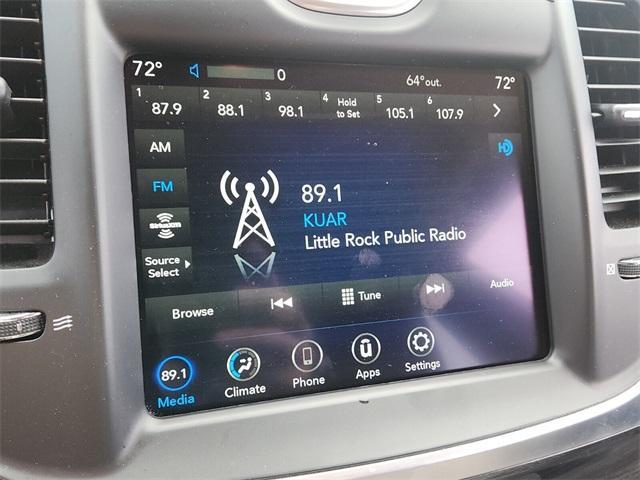 72° 0 64°out. 72°
1 87.9 2 88.1 3 98.1 4 Hold to Set 5 105.1 6 107.9
AM
HD
FM
89.1
KUAR
Little Rock Public Radio
SiriusXM
Source
Select
Browse Tune Audio
89.1
Media Climate Phone Apps Settings